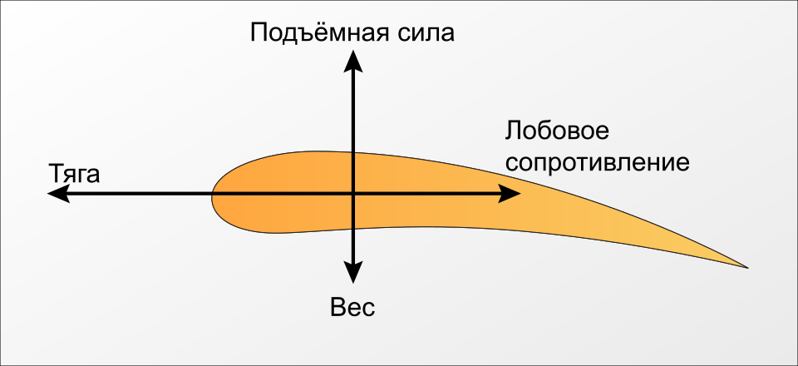 Подъёмная сила
Лобовое
сопротивление
Тяга
Вес